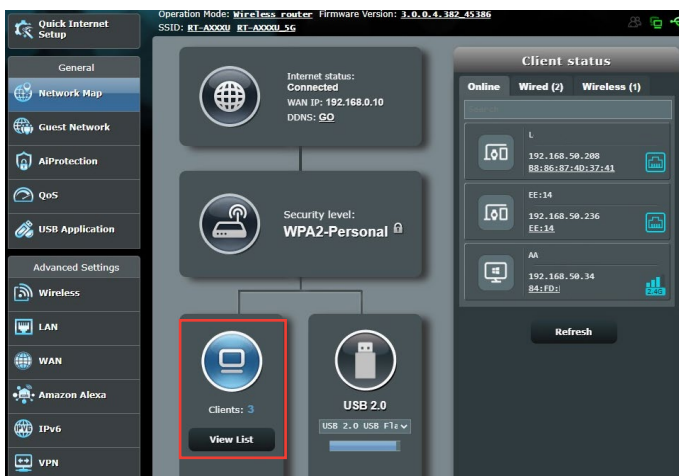 Quick Internet
Setup
General
Network Map
Guest Network
AiProtection
QoS
USB Application
Advanced Settings
Wireless
LAN
WAN
Amazon Alexa
IPv6
VPN
Operation Mode: Wireless router Firmware Version: 3.0.0.4.382_45386
SSID: RT-AXXXU RT-AXXXU_5G
Internet status:
Connected
WAN IP: 192.168.0.10
DDNS: GO
Security level:
WPA2-Personal
Clients: 3
View List
USB 2.0
USB 2.0 USB Fla
Client status
Online Wired (2) Wireless (1)
L
192.168.50.208
B8:86:87:4D:37:41
EE:14
192.168.50.236
EE:14
AA
192.168.50.34
84:FD:
2.4G
Refresh